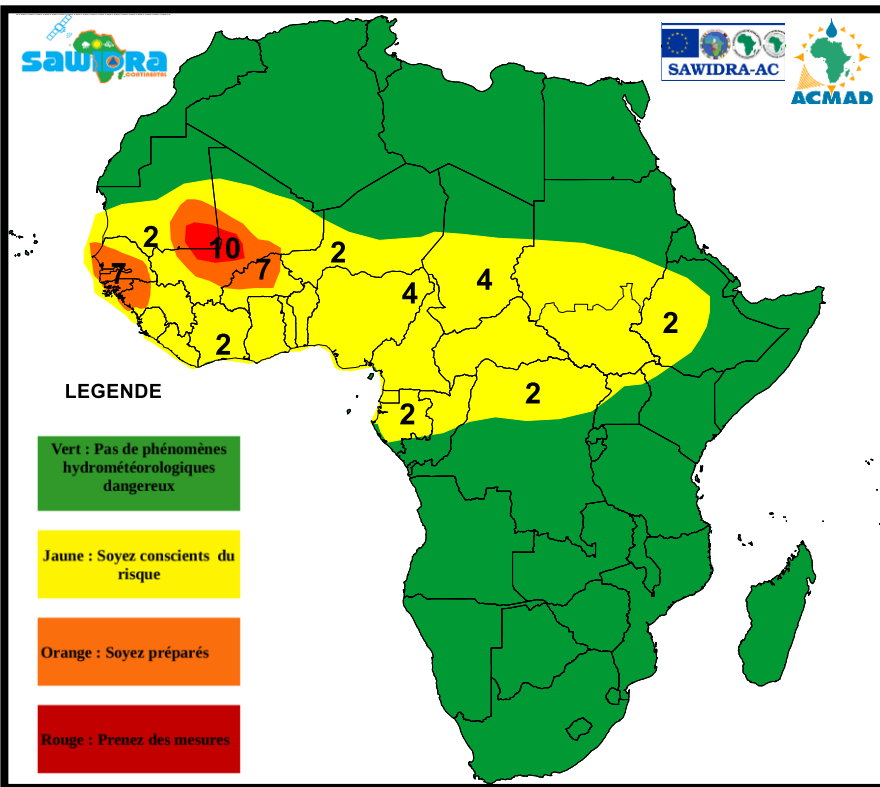 SAWIDRA
CONTINENTAL
SAWIDRA-AC
ACMAD
2
10
2
7
7
4
4
2
2
2
2
LEGENDE
Vert : Pas de phénomènes
hydrométéorologiques
dangereux
Jaune : Soyez conscients du
risque
Orange : Soyez préparés
Rouge : Prenez des mesures